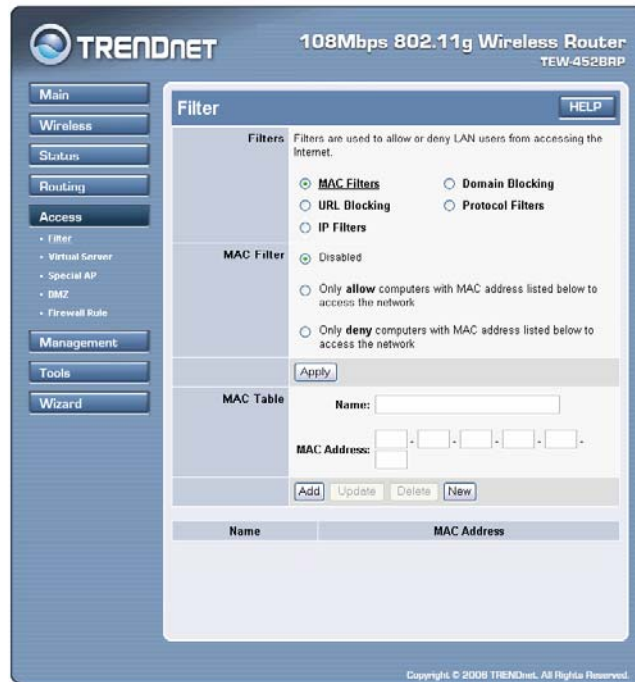 TRENDNET
108Mbps 802.11g Wireless Router
TEW-452BRP
Main
Wireless
Status
Routing
Access
Filter
Virtual Server
Special AP
DMZ
Firewall Rule
Management
Tools
Wizard
Filter
HELP
Filters
Filters are used to allow or deny LAN users from accessing the
Internet.
MAC Filters
Domain Blocking
URL Blocking
Protocol Filters
IP Filters
MAC Filter
Disabled
Only allow computers with MAC address listed below to
access the network
Only deny computers with MAC address listed below to
access the network
Apply
MAC Table
Name:
MAC Address: - - - - -
Add Update Delete New
Name MAC Address
Copyright © 2006 TRENDnet. All Rights Reserved.